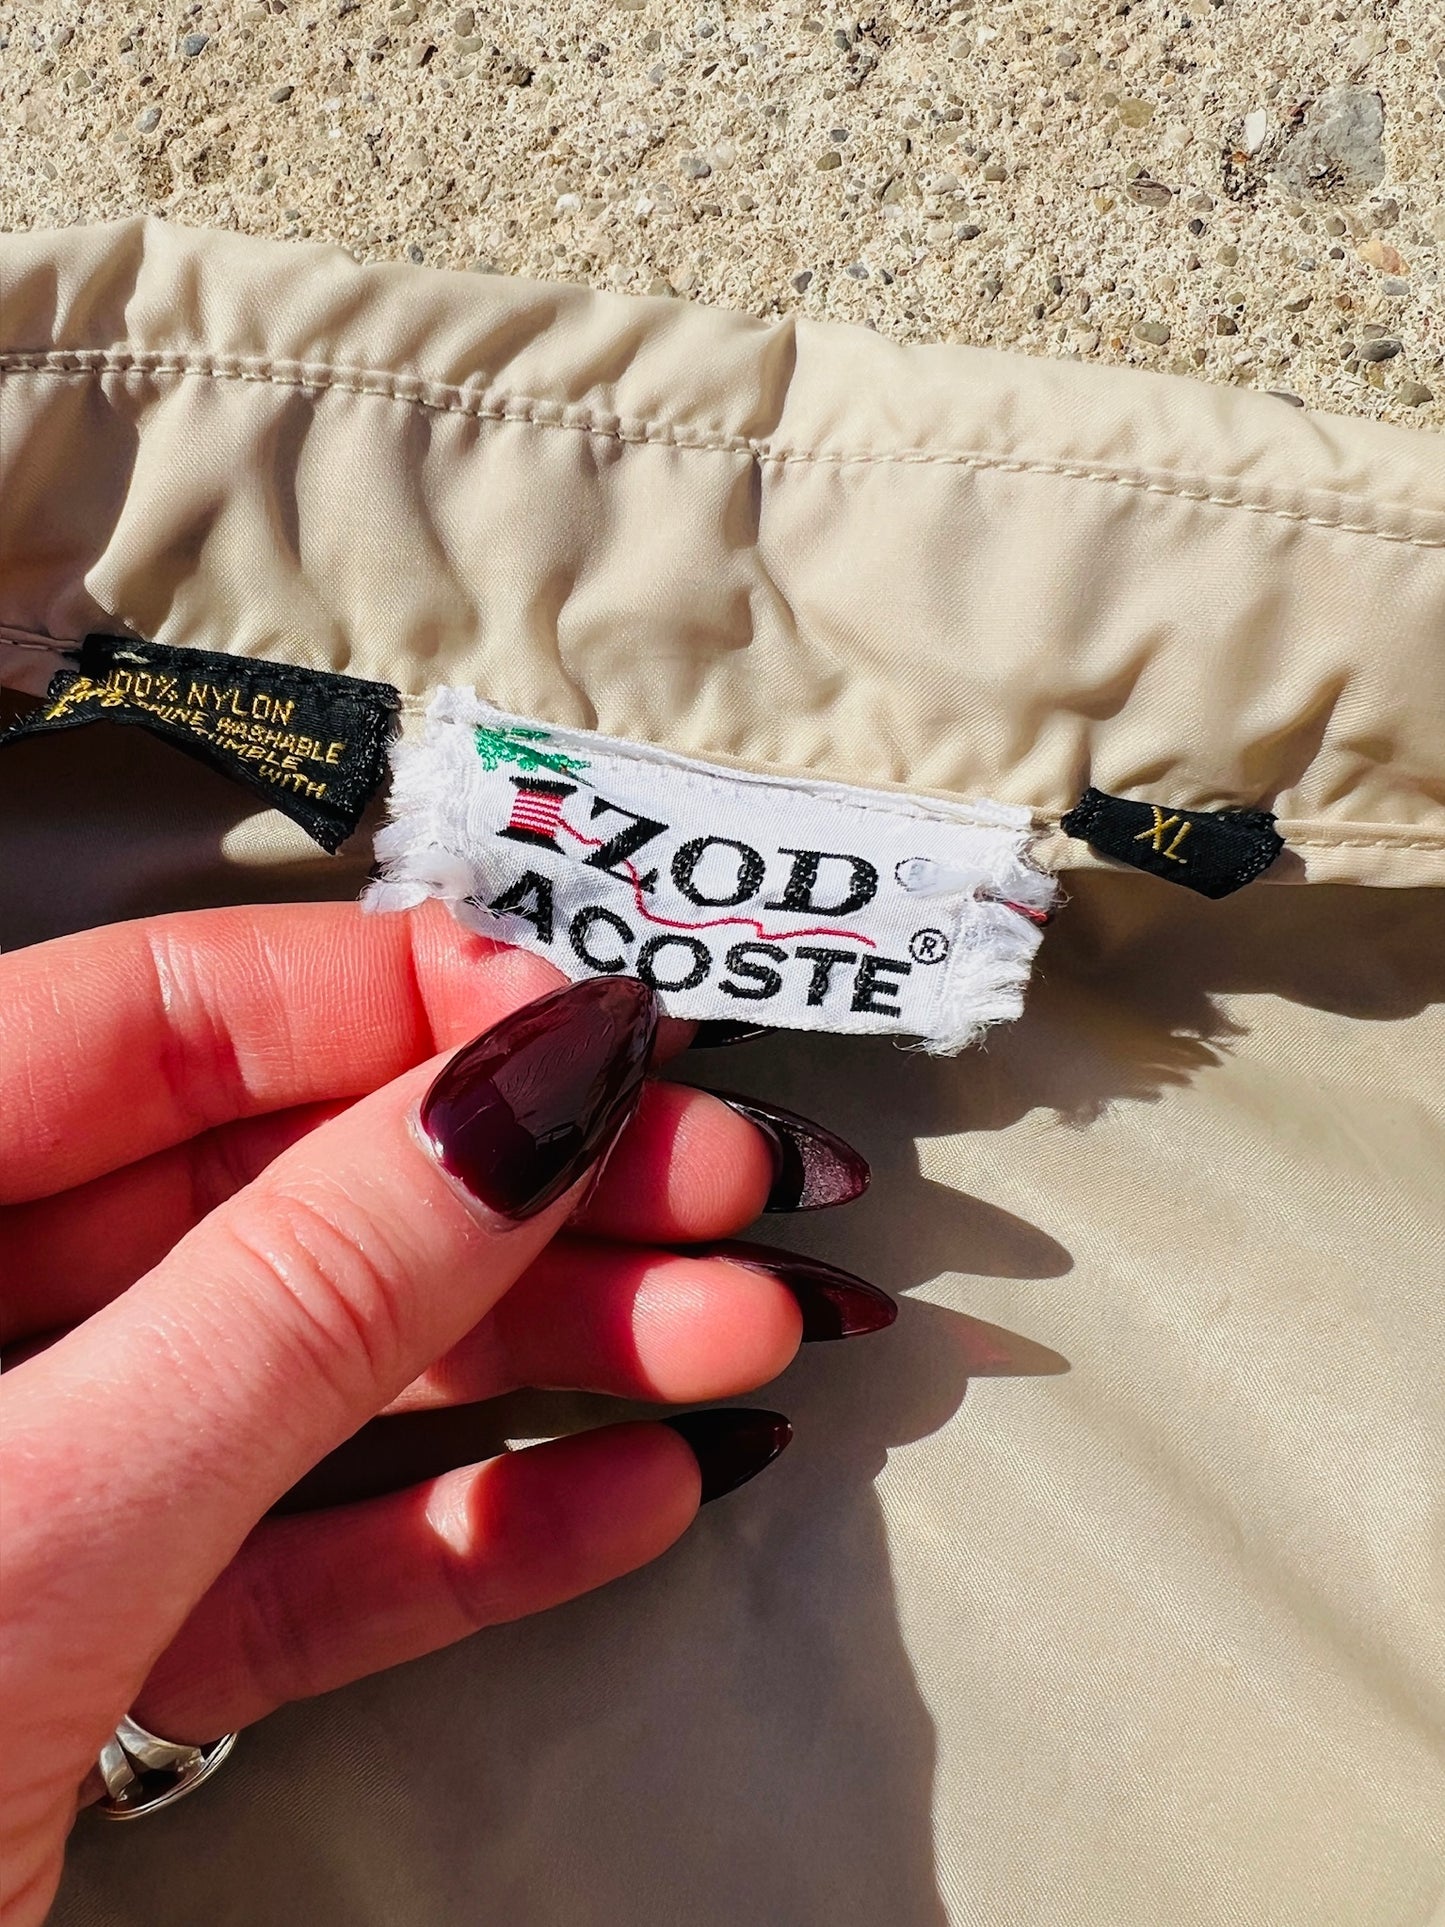 100% NYLON
MACHINE WASHABLE
TUMBLE
WITH
IZOD ®
ACOSTE ®
XL